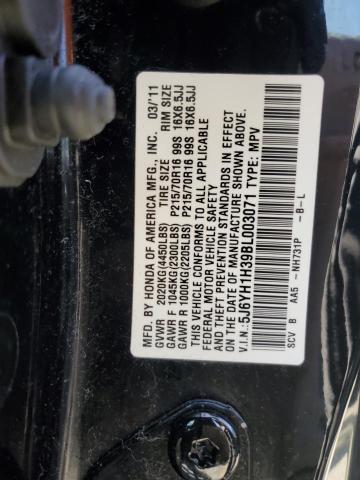 MFD. BY HONDA OF AMERICA MFG., INC. 03/'11
TIRE SIZE RIM SIZE
GVWR 2020KG(4450LBS)
GAWR F 1045KG(2300LBS) P215/70R16 99S 16X6.5JJ
GAWR R 1000KG(2205LBS) P215/70R16 99S 16X6.5JJ
THIS VEHICLE CONFORMS TO ALL APPLICABLE
FEDERAL MOTOR VEHICLE SAFETY
AND THEFT PREVENTION STANDARDS IN EFFECT
ON THE DATE OF MANUFACTURE SHOWN ABOVE.
V.I.N.: 5J6YH1H39BL003071 TYPE: MPV
SCV B AA5 -NH731P -B-L